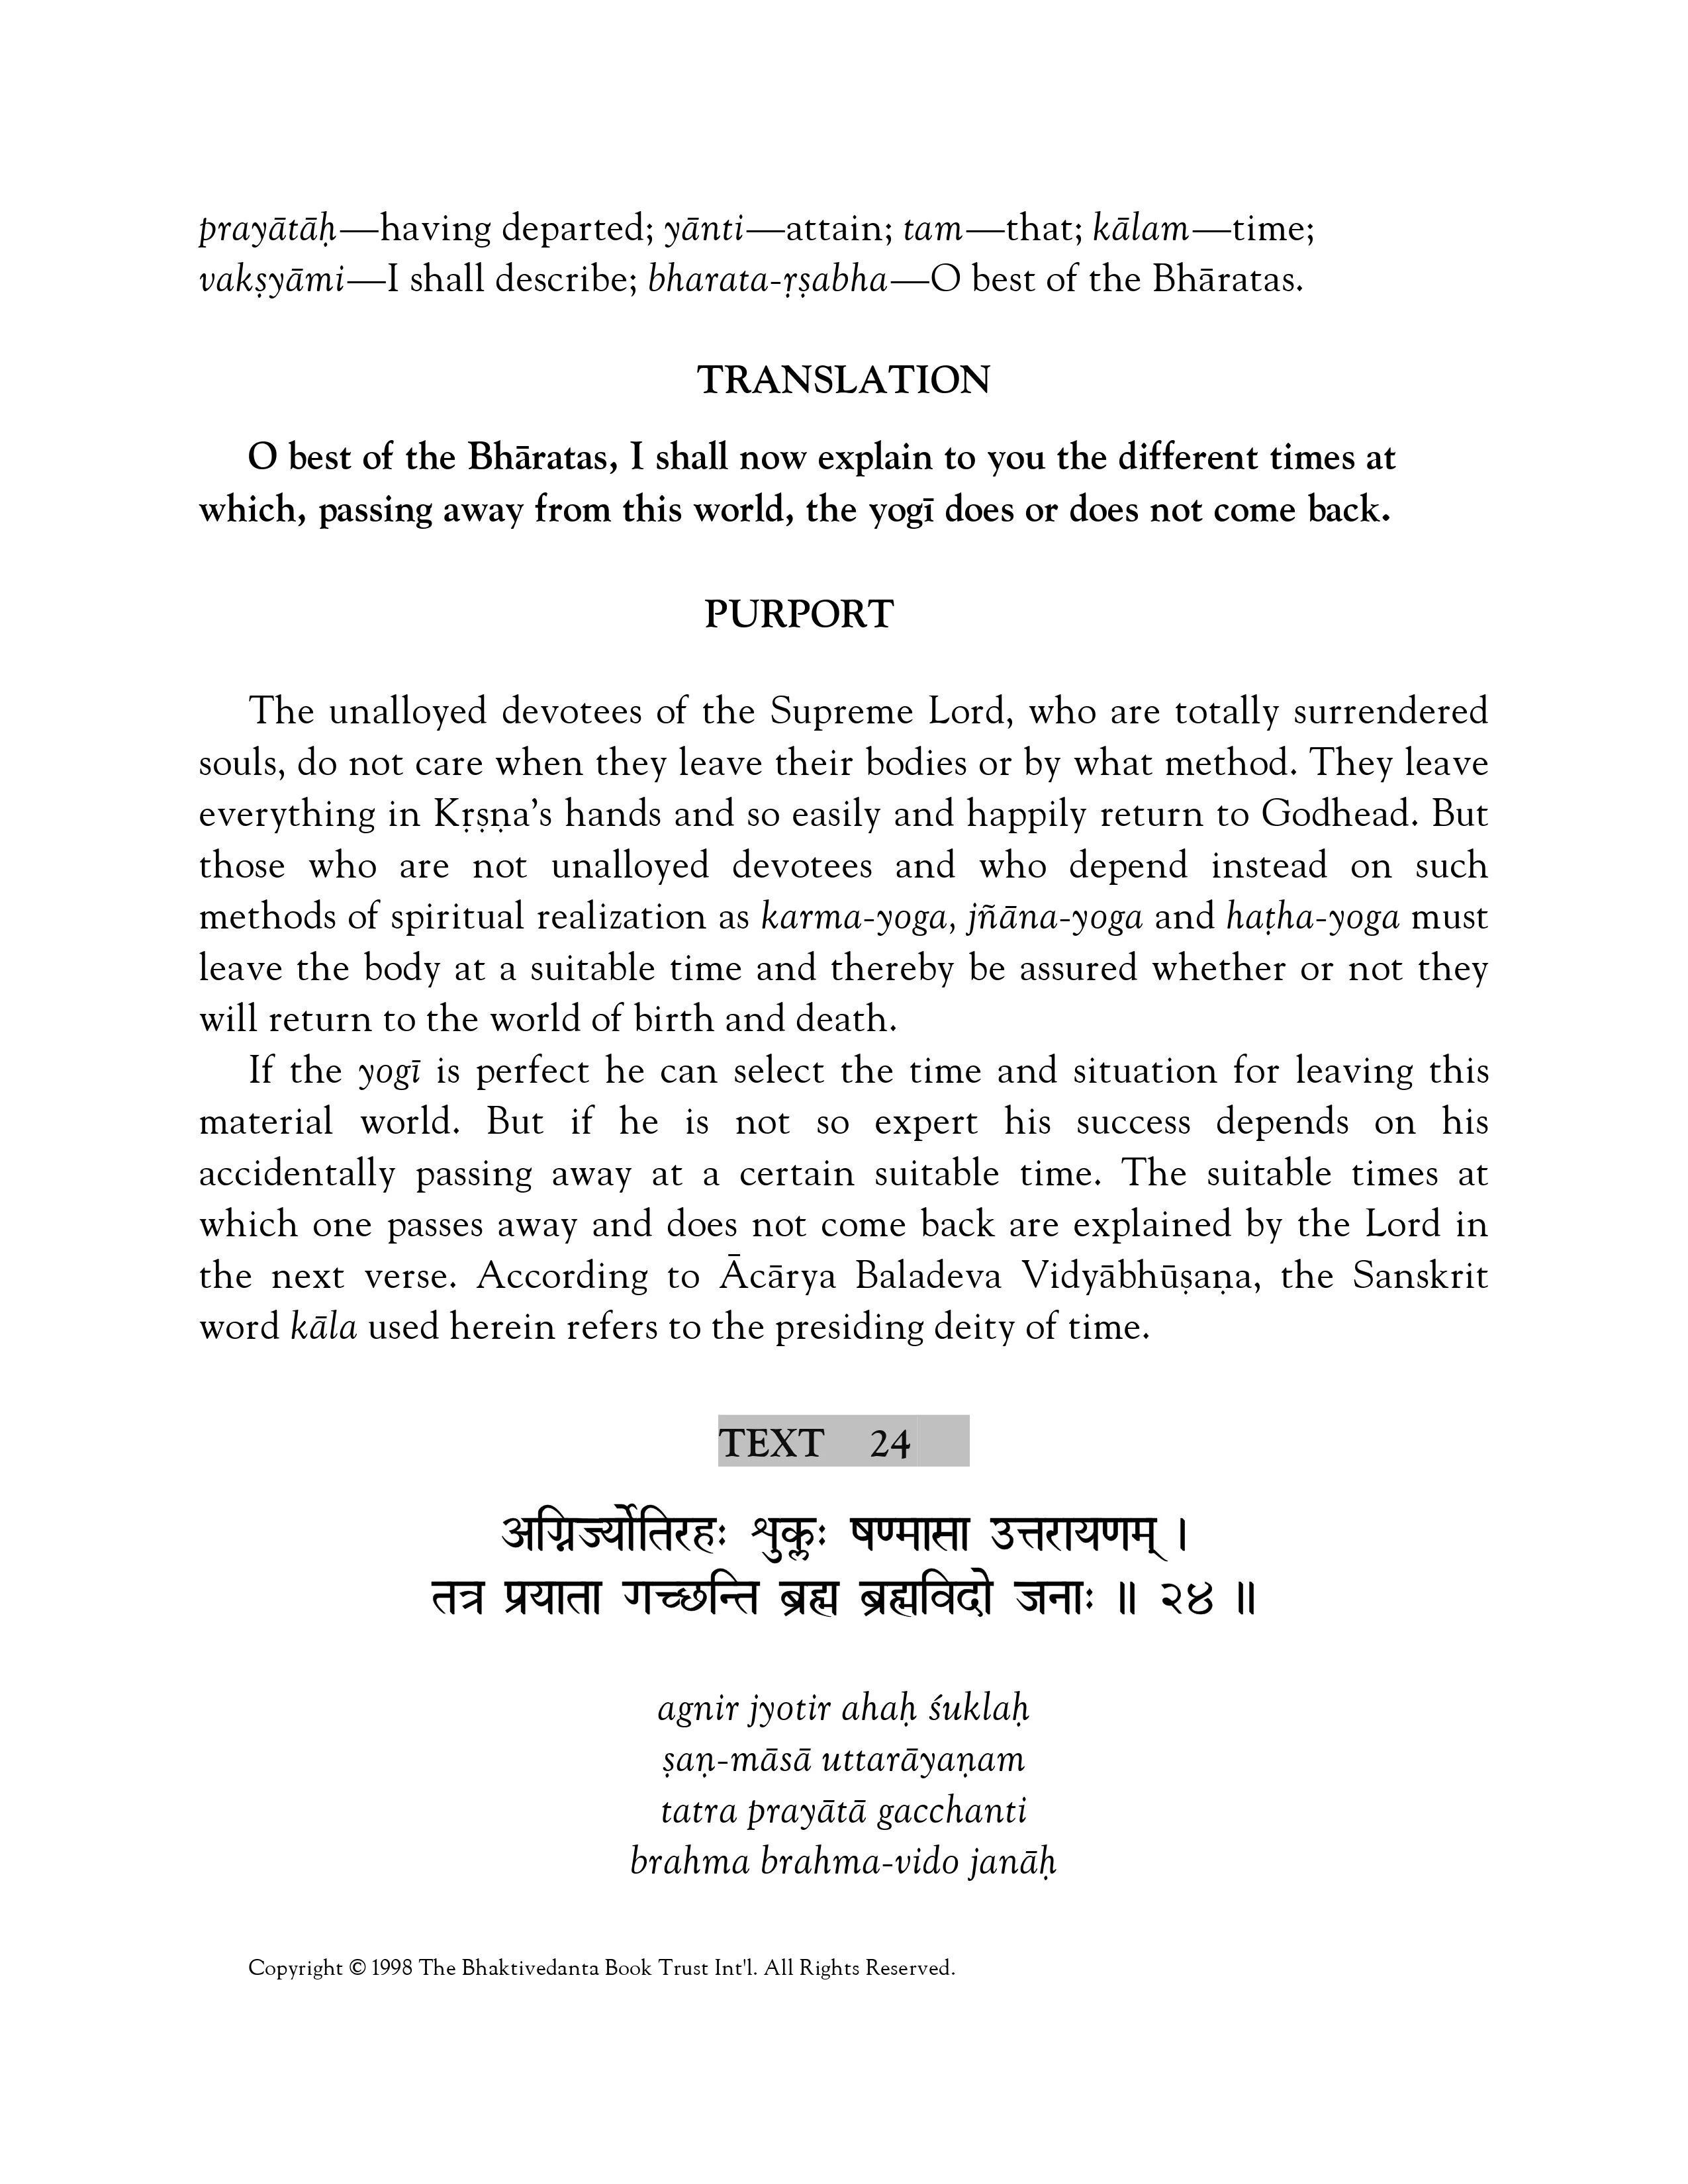 prayātāḥ—having departed; yānti—attain; tam—that; kālam—time;
vakṣyāmi—I shall describe; bharata-ṛṣabha—O best of the Bhāratas.
TRANSLATION
O best of the Bhāratas, I shall now explain to you the different times at
which, passing away from this world, the yogī does or does not come back.
PURPORT
The unalloyed devotees of the Supreme Lord, who are totally surrendered
souls, do not care when they leave their bodies or by what method. They leave
everything in Kṛṣṇa’s hands and so easily and happily return to Godhead. But
those who are not unalloyed devotees and who depend instead on such
methods of spiritual realization as karma-yoga, jñāna-yoga and haṭha-yoga must
leave the body at a suitable time and thereby be assured whether or not they
will return to the world of birth and death.
If the yogī is perfect he can select the time and situation for leaving this
material world. But if he is not so expert his success depends on his
accidentally passing away at a certain suitable time. The suitable times at
which one passes away and does not come back are explained by the Lord in
the next verse. According to Ācārya Baladeva Vidyābhūṣaṇa, the Sanskrit
word kāla used herein refers to the presiding deity of time.
TEXT 24
अग्निर्ज्योतिरहः शुक्लः षण्मासा उत्तरायणम् ।
तत्र प्रयाता गच्छन्ति ब्रह्म ब्रह्मविदो जनाः ॥ २४ ॥
agnir jyotir ahaḥ śuklaḥ
ṣaṇ-māsā uttarāyaṇam
tatra prayātā gacchanti
brahma brahma-vido janāḥ
Copyright © 1998 The Bhaktivedanta Book Trust Int'l. All Rights Reserved.